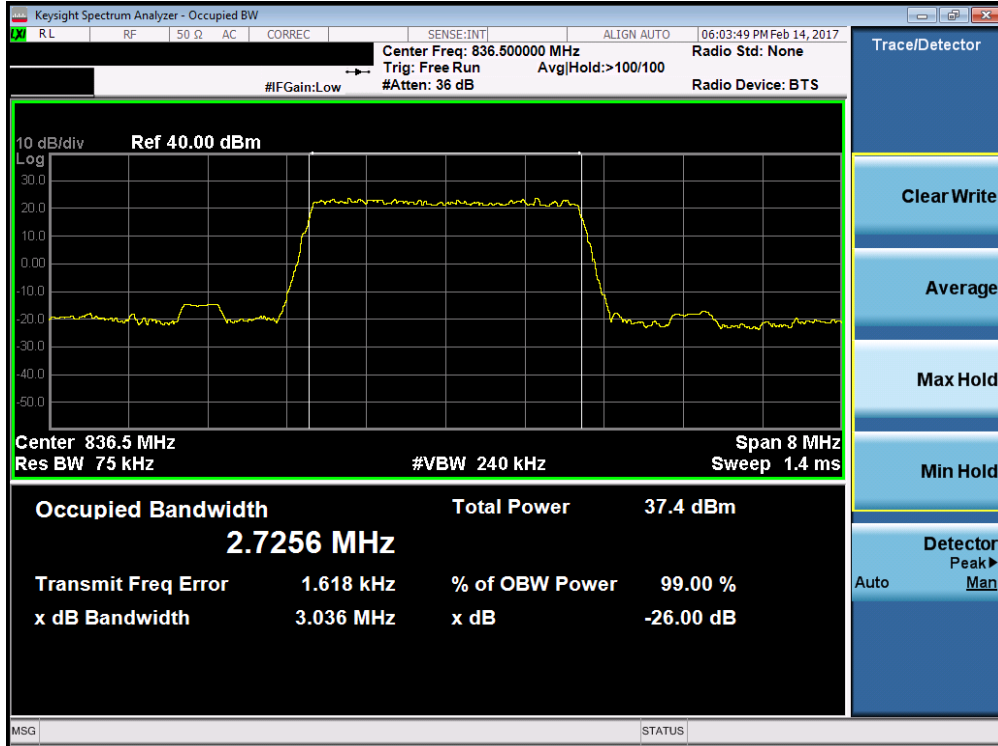 Keysight Spectrum Analyzer - Occupied BW
LXI RL RF 50 Ω AC CORREC SENSE:INT ALIGN AUTO 06:03:49 PM Feb 14, 2017
Center Freq: 836.500000 MHz Radio Std: None
Trig: Free Run Avg|Hold:>100/100
#IFGain:Low #Atten: 36 dB Radio Device: BTS
10 dB/div Ref 40.00 dBm
Log
30.0
20.0
10.0
0.00
-10.0
-20.0
-30.0
-40.0
-50.0
Center 836.5 MHz Span 8 MHz
Res BW 75 kHz #VBW 240 kHz Sweep 1.4 ms
Occupied Bandwidth Total Power 37.4 dBm
2.7256 MHz
Transmit Freq Error 1.618 kHz % of OBW Power 99.00 %
x dB Bandwidth 3.036 MHz x dB -26.00 dB
Trace/Detector
Clear Write
Average
Max Hold
Min Hold
Detector
Peak▶
Auto Man
MSG STATUS